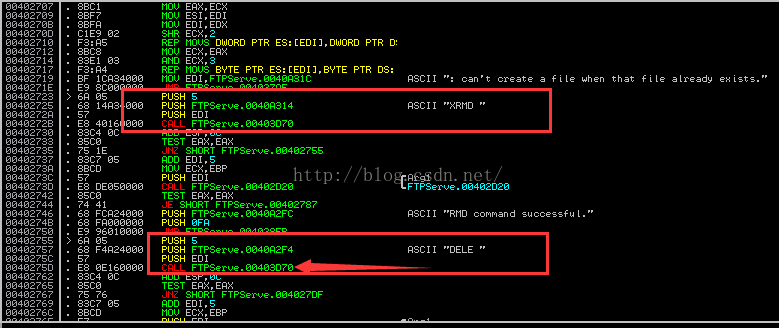 00402707 . 8BC1 MOV EAX,ECX
00402709 . 8BF7 MOV ESI,EDI
0040270B . 8BFA MOV EDI,EDX
0040270D . C1E9 02 SHR ECX,2
00402710 . F3:A5 REP MOVS DWORD PTR ES:[EDI],DWORD PTR DS:
00402712 . 8BC8 MOV ECX,EAX
00402714 . 83E1 03 AND ECX,3
00402717 . F3:A4 REP MOVS BYTE PTR ES:[EDI],BYTE PTR DS:
00402719 . BF 1CA34000 MOV EDI,FTPServe.0040A31C ASCII ": can't create a file when that file already exists."
0040271E . E9 8C000000 JMP FTPServe.004027AF
00402723 > 6A 05 PUSH 5
00402725 . 68 14A34000 PUSH FTPServe.0040A314 ASCII "XRMD "
0040272A . 57 PUSH EDI
0040272B . E8 40160000 CALL FTPServe.00403D70
00402730 . 83C4 0C ADD ESP,0C
00402733 . 85C0 TEST EAX,EAX
00402735 . 75 1E JNZ SHORT FTPServe.00402755
00402737 . 83C7 05 ADD EDI,5
0040273A . 8BCD MOV ECX,EBP
0040273C . 57 PUSH EDI
0040273D . E8 DE050000 CALL FTPServe.00402D20 FTPServe.00402D20
00402742 . 85C0 TEST EAX,EAX
00402744 . 74 41 JE SHORT FTPServe.00402787
00402746 . 68 FCA24000 PUSH FTPServe.0040A2FC ASCII "RMD command successful."
0040274B . 68 FA000000 PUSH 0FA
00402750 . E9 96010000
00402755 > 6A 05 PUSH 5
00402757 . 68 F4A24000 PUSH FTPServe.0040A2F4 ASCII "DELE "
0040275C . 57 PUSH EDI
0040275D . E8 0E160000 CALL FTPServe.00403D70
00402762 . 83C4 0C ADD ESP,0C
00402765 . 85C0 TEST EAX,EAX
00402767 . 75 76 JNZ SHORT FTPServe.004027DF
00402769 . 83C7 05 ADD EDI,5
0040276C . 8BCD MOV ECX,EBP
0040276E . 57 PUSH EDI
http://blog.csdn.net/